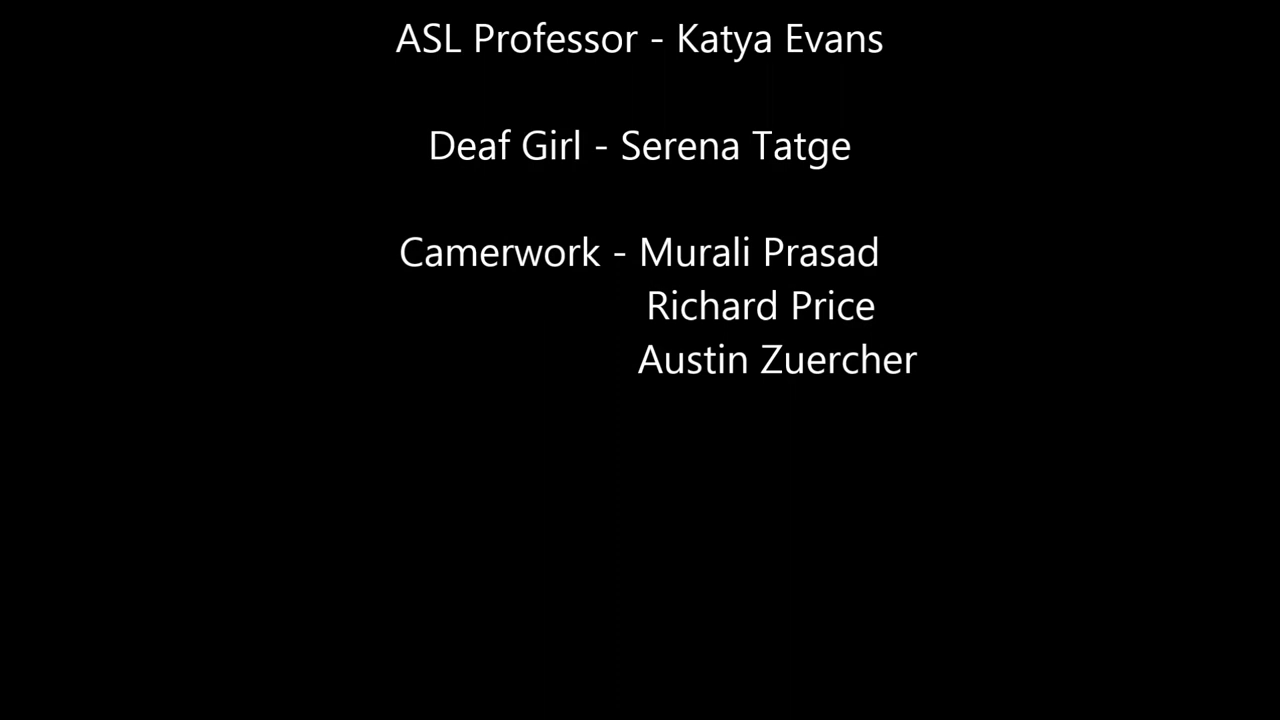 ASL Professor - Katya Evans
Deaf Girl - Serena Tatge
Camerwork - Murali Prasad
Richard Price
Austin Zuercher